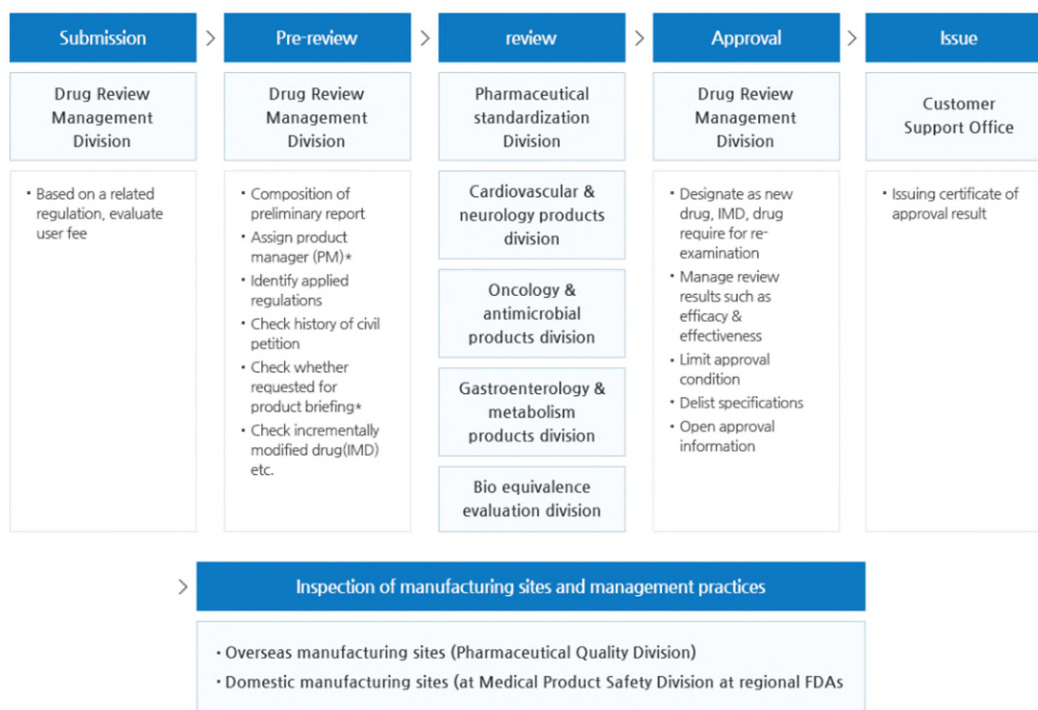 Submission
>
Pre-review
>
review
>
Approval
>
Issue
Drug Review
Management
Division
Drug Review
Management
Division
Pharmaceutical
standardization
Division
Drug Review
Management
Division
Customer
Support Office
• Based on a related
regulation, evaluate
user fee
• Composition of
preliminary report
• Assign product
manager (PM)*
• Identify applied
regulations
• Check history of civil
petition
• Check whether
requested for
product briefing*
• Check incrementally
modified drug(IMD)
etc.
Cardiovascular &
neurology products
division
Oncology &
antimicrobial
products division
Gastroenterology &
metabolism
products division
Bio equivalence
evaluation division
• Designate as new
drug, IMD, drug
require for re-
examination
• Manage review
results such as
efficacy &
effectiveness
• Limit approval
condition
• Delist specifications
• Open approval
information
• Issuing certificate of
approval result
>
Inspection of manufacturing sites and management practices
• Overseas manufacturing sites (Pharmaceutical Quality Division)
• Domestic manufacturing sites (at Medical Product Safety Division at regional FDAs